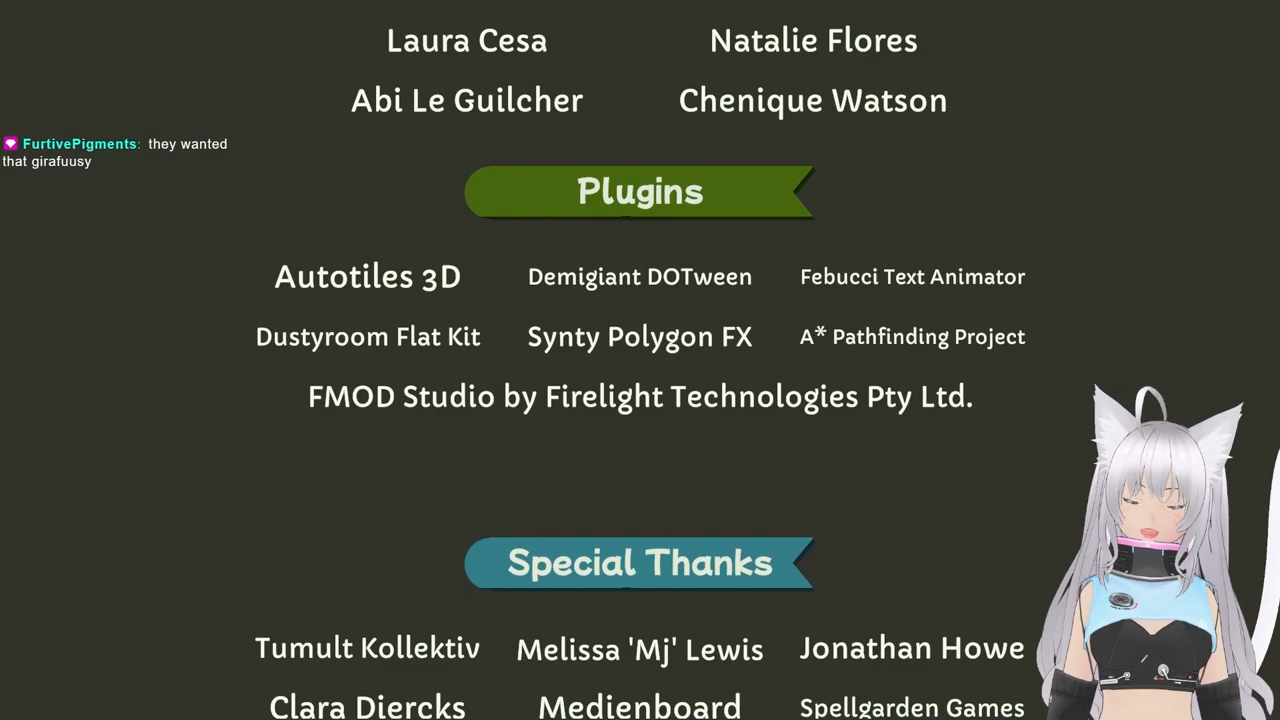 Laura Cesa Natalie Flores
Abi Le Guilcher Chenique Watson
FurtivePigments: they wanted
that girafuusy
Plugins
Autotiles 3D Demigiant DOTween Febucci Text Animator
Dustyroom Flat Kit Synty Polygon FX A* Pathfinding Project
FMOD Studio by Firelight Technologies Pty Ltd.
Special Thanks
Tumult Kollektiv Melissa 'Mj' Lewis Jonathan Howe
Clara Diercks Medienboard Spellgarden Games